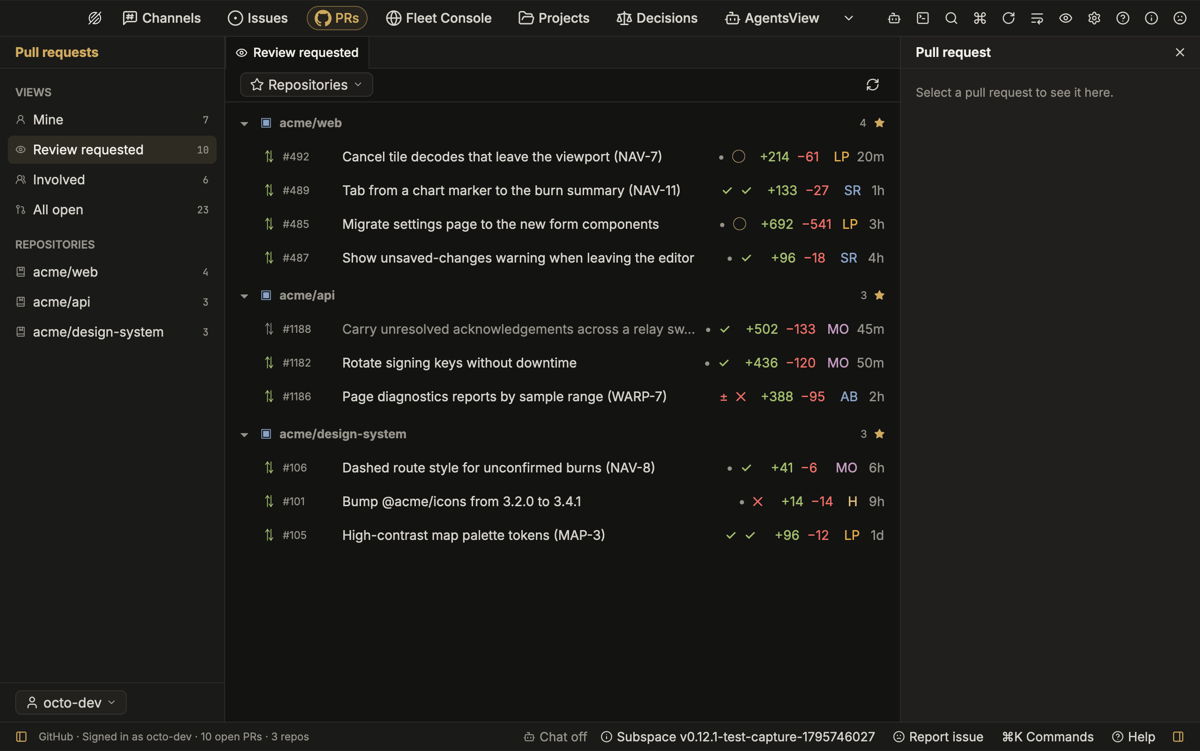 Channels Issues PRs Fleet Console Projects Decisions AgentsView
Pull requests
VIEWS
Mine 7
Review requested 10
Involved 6
All open 23
REPOSITORIES
acme/web 4
acme/api 3
acme/design-system 3
octo-dev
Review requested
Repositories
acme/web 4
#492 Cancel tile decodes that leave the viewport (NAV-7) +214 −61 LP 20m
#489 Tab from a chart marker to the burn summary (NAV-11) +133 −27 SR 1h
#485 Migrate settings page to the new form components +692 −541 LP 3h
#487 Show unsaved-changes warning when leaving the editor +96 −18 SR 4h
acme/api 3
#1188 Carry unresolved acknowledgements across a relay sw... +502 −133 MO 45m
#1182 Rotate signing keys without downtime +436 −120 MO 50m
#1186 Page diagnostics reports by sample range (WARP-7) ± +388 −95 AB 2h
acme/design-system 3
#106 Dashed route style for unconfirmed burns (NAV-8) +41 −6 MO 6h
#101 Bump @acme/icons from 3.2.0 to 3.4.1 +14 −14 H 9h
#105 High-contrast map palette tokens (MAP-3) +96 −12 LP 1d
Pull request
Select a pull request to see it here.
GitHub · Signed in as octo-dev · 10 open PRs · 3 repos Chat off Subspace v0.12.1-test-capture-1795746027 Report issue ⌘K Commands Help